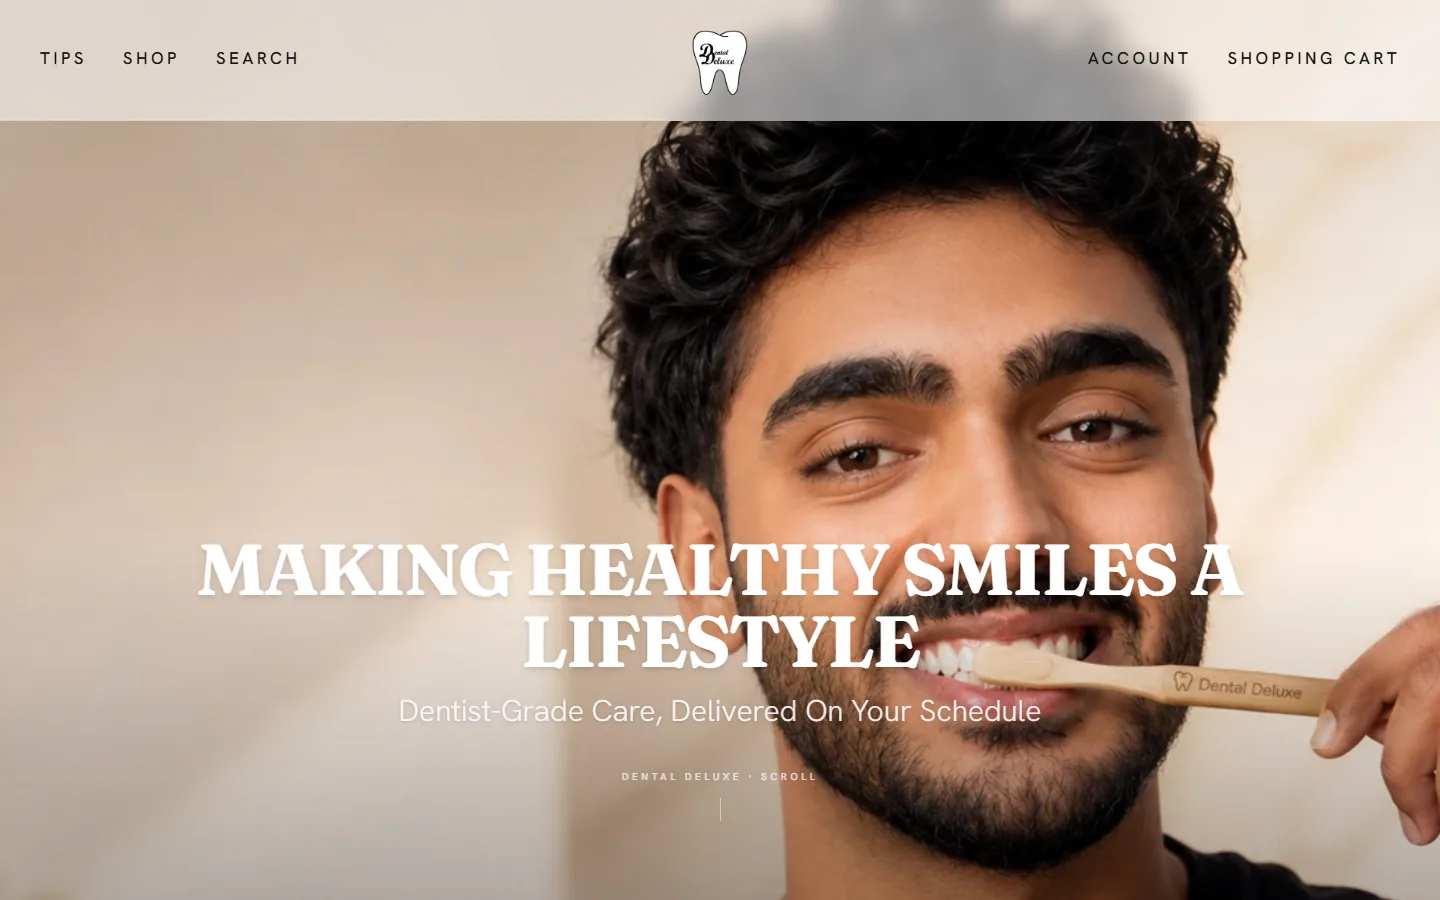 TIPS SHOP SEARCH
Dental
Deluxe
ACCOUNT SHOPPING CART
MAKING HEALTHY SMILES A
LIFESTYLE
Dental Deluxe
Dentist-Grade Care, Delivered On Your Schedule
DENTAL DELUXE · SCROLL